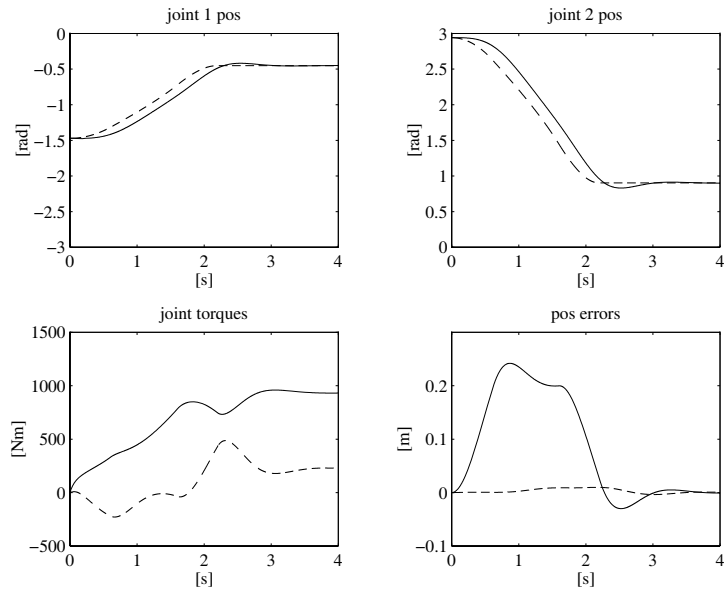 joint 1 pos
0
−0.5
−1
−1.5
−2
−2.5
−3
[rad]
0 1 2 3 4
[s]
joint 2 pos
3
2.5
2
1.5
1
0.5
0
[rad]
0 1 2 3 4
[s]
joint torques
1500
1000
500
0
−500
[Nm]
0 1 2 3 4
[s]
pos errors
0.2
0.1
0
−0.1
[m]
0 1 2 3 4
[s]